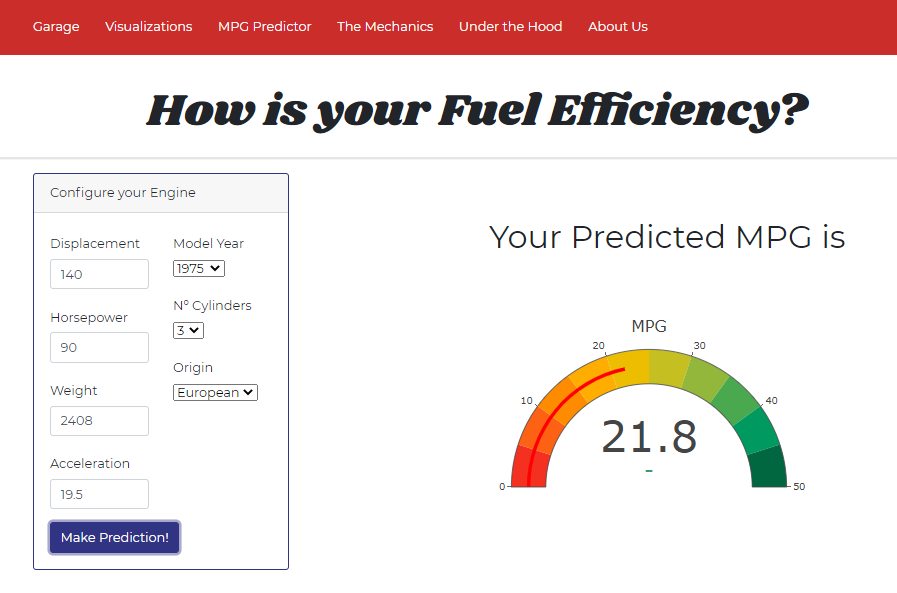 Garage Visualizations MPG Predictor The Mechanics Under the Hood About Us
How is your Fuel Efficiency?
Configure your Engine
Displacement
140
Horsepower
90
Weight
2408
Acceleration
19.5
Model Year
1975
Nº Cylinders
3
Origin
European
Make Prediction!
Your Predicted MPG is
MPG
0
10
20
30
40
50
21.8
-